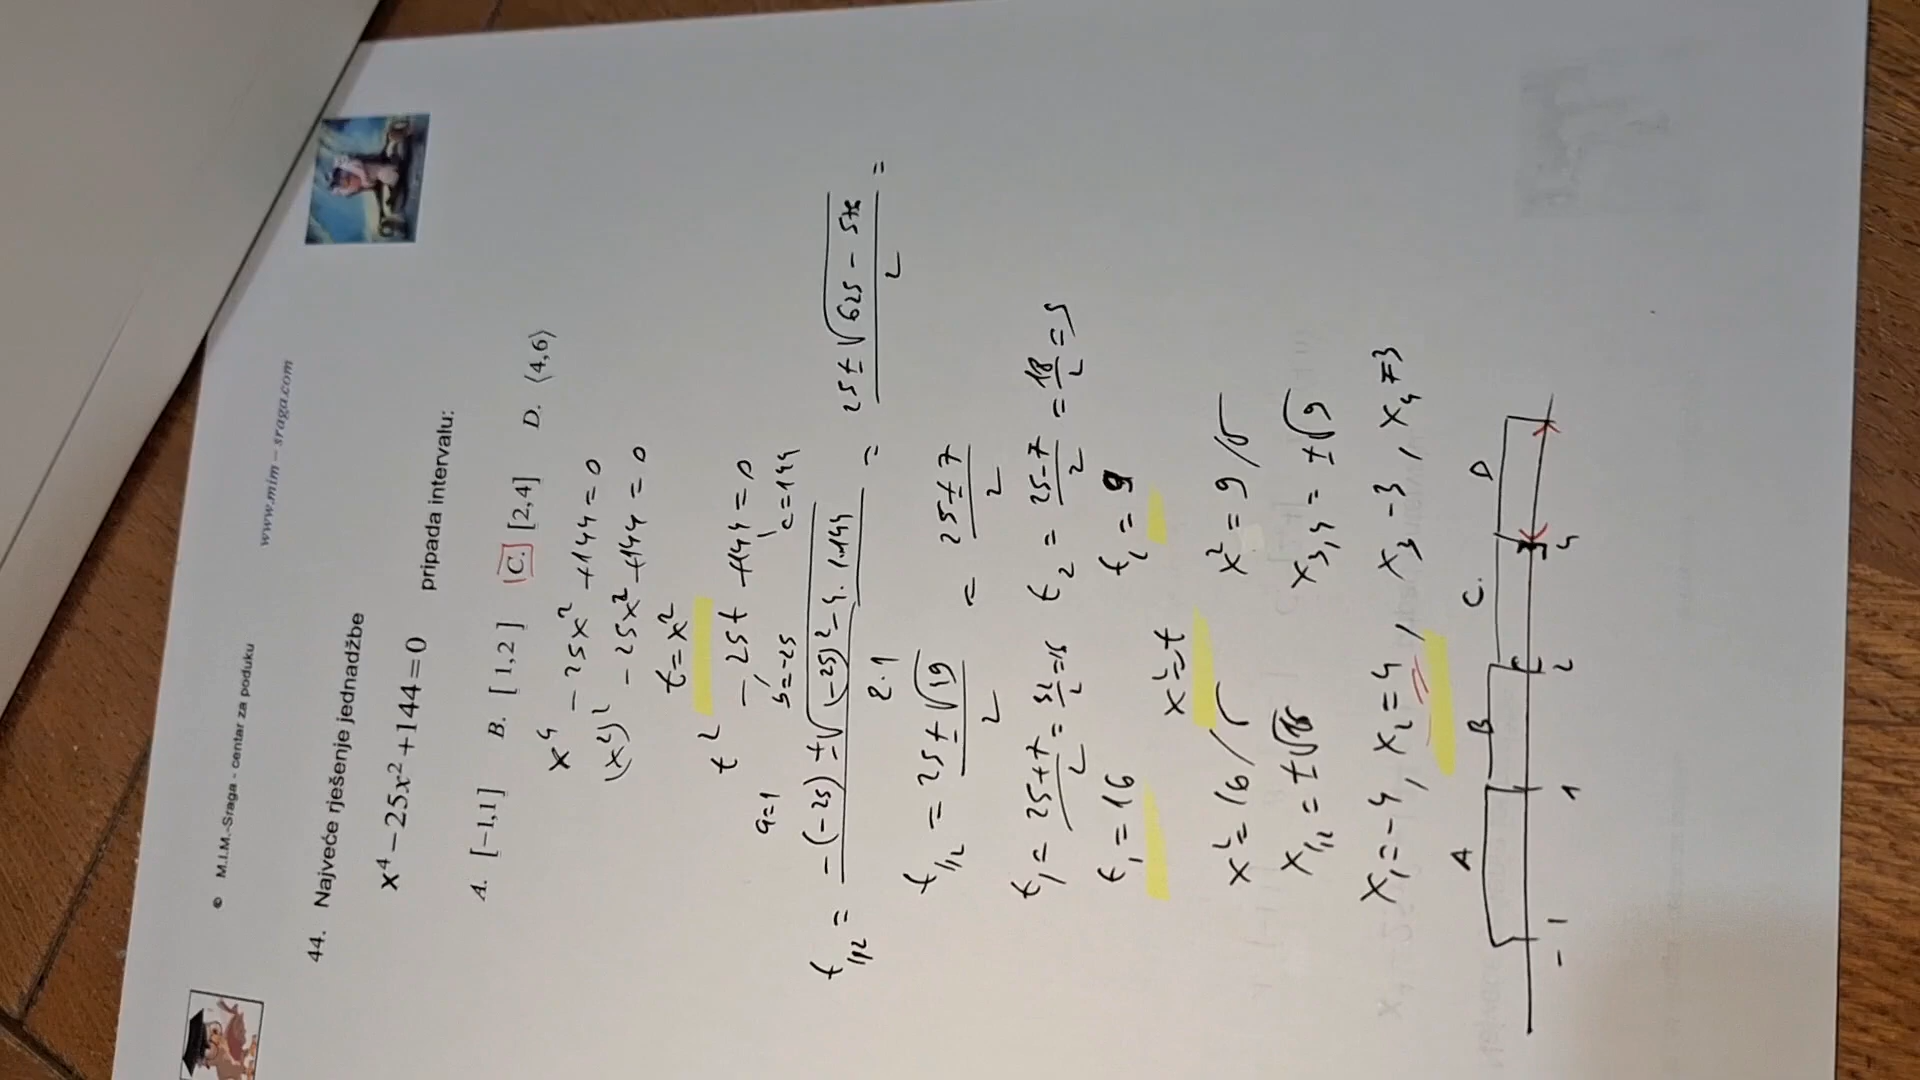 © M.I.M.-Sraga - centar za poduku
www.mim-sraga.com
44. Najveće rješenje jednadžbe
x⁴ − 25x² + 144 = 0 pripada intervalu:
A. [−1,1] B. [1,2] C. [2,4] D. ⟨4,6⟩
x⁴ − 25x² + 144 = 0
(x²)² − 25x² + 144 = 0
t = x²
t² − 25t + 144 = 0
a=1 b=−25 c=144
t₁,₂ = −(−25) ± √(−25)² − 4·1·144 / 2·1 = 25 ± √625 − 576 / 2 =
t₁,₂ = 25 ± √49 / 2 = 25 ± 7 / 2
t₁ = 25+7 / 2 = 32 / 2 = 16 t₂ = 25−7 / 2 = 18 / 2 = 9
t₁ = 16 t₂ = 9
x² = t
x² = 16 /√ x² = 9 /√
x₁,₂ = ±√16 x₃,₄ = ±√9
x₁ = −4, x₂ = 4, x₃ −3, x₄ = 3
A B C. D
−1 1 2 4